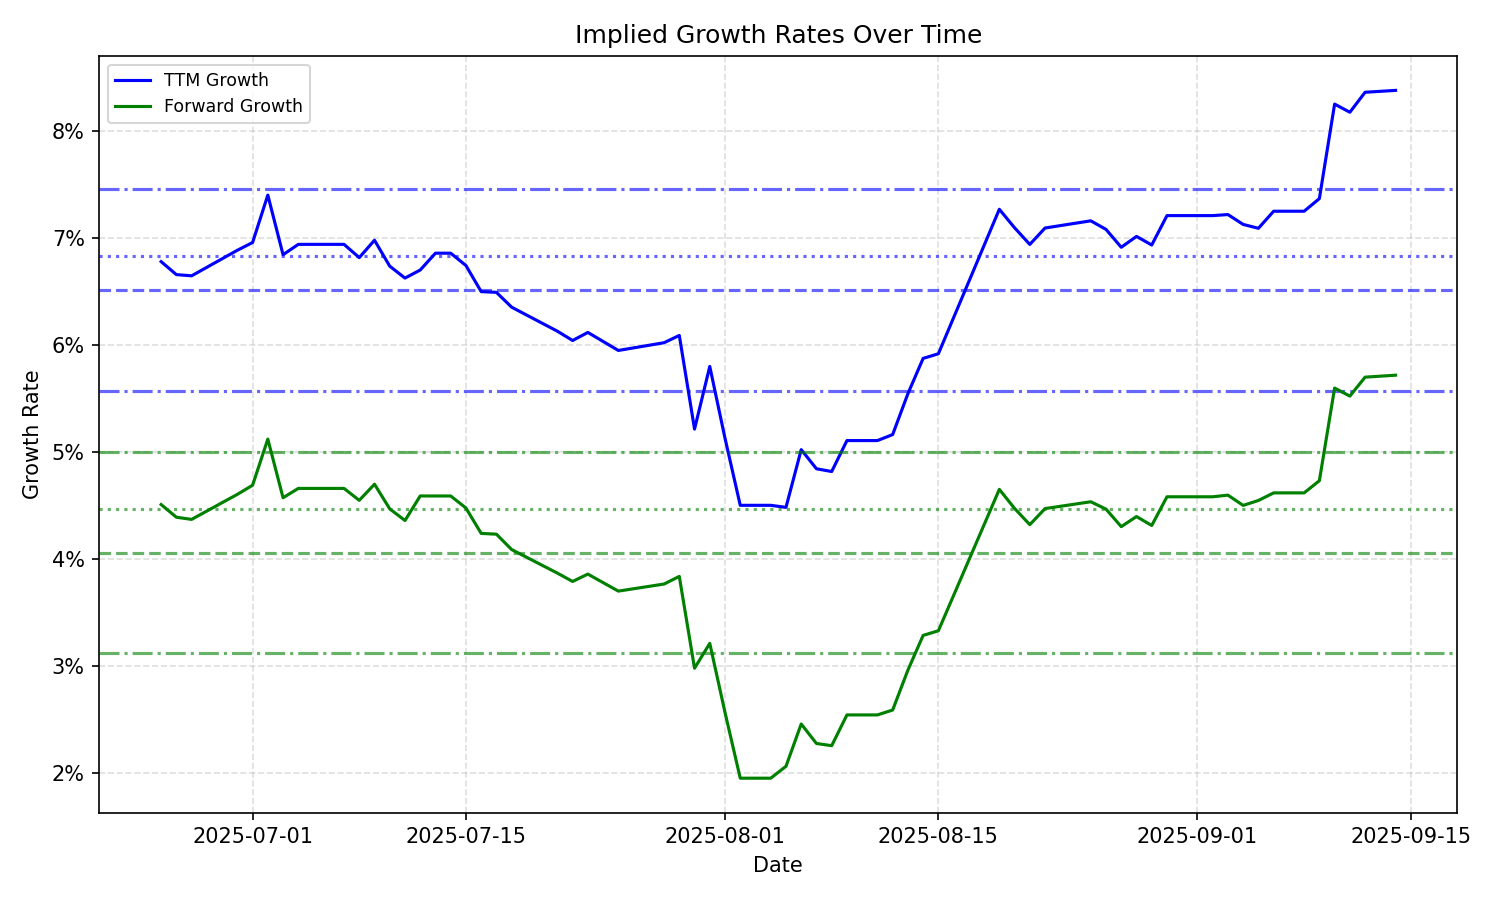 Implied Growth Rates Over Time
TTM Growth
Forward Growth
8%
7%
6%
5%
4%
3%
2%
Growth Rate
2025-07-01
2025-07-15
2025-08-01
2025-08-15
2025-09-01
2025-09-15
Date